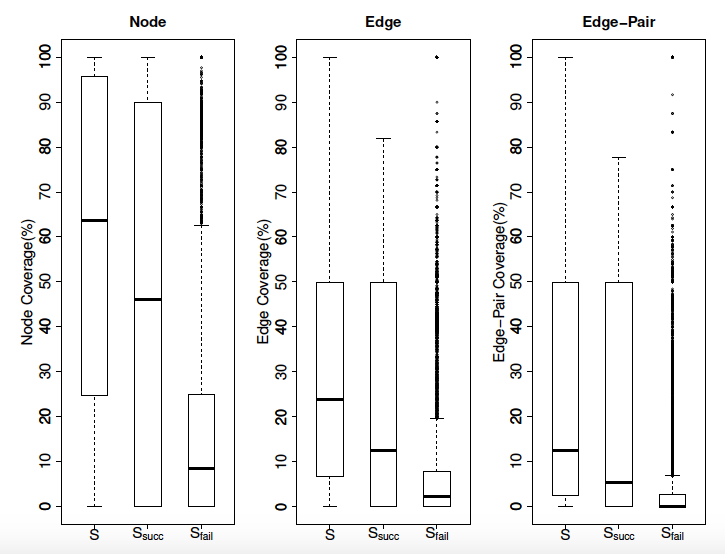 Node
Node Coverage(%)
100
90
80
70
60
50
40
30
20
10
0
S
Ssucc
Sfail
Edge
Edge Coverage(%)
100
90
80
70
60
50
40
30
20
10
0
S
Ssucc
Sfail
Edge−Pair
Edge−Pair Coverage(%)
100
90
80
70
60
50
40
30
20
10
0
S
Ssucc
Sfail